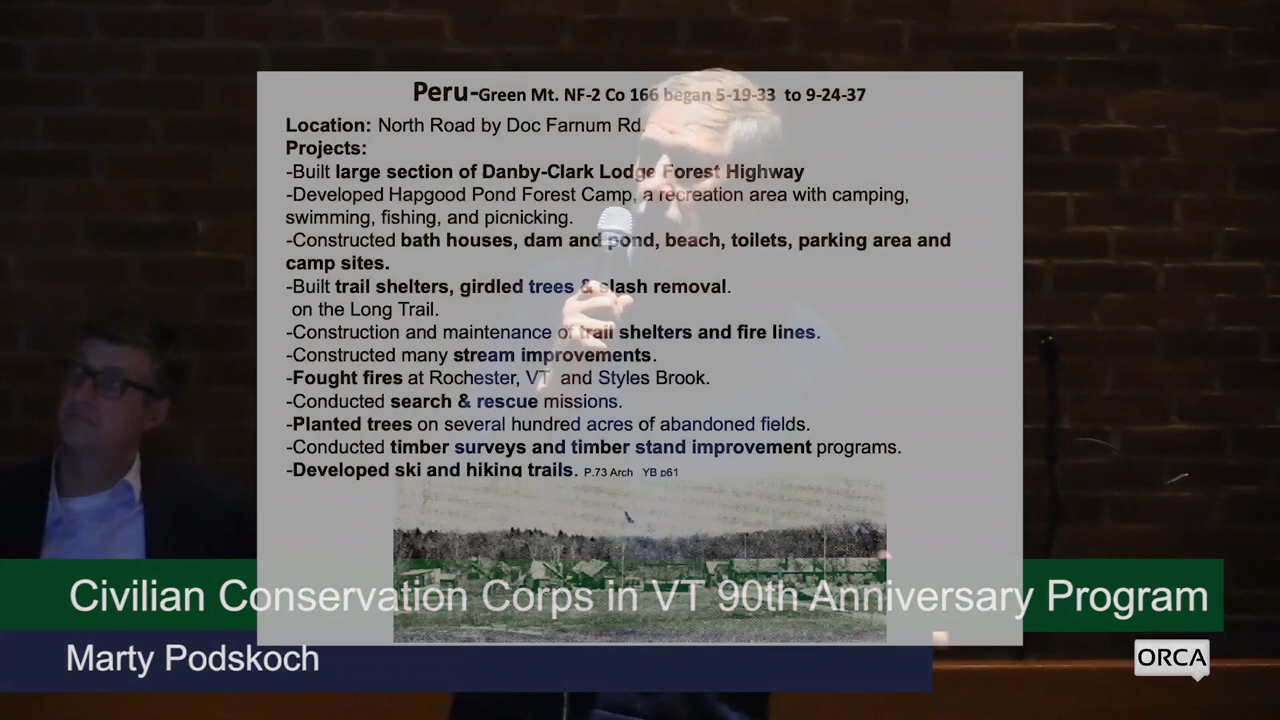 Peru-Green Mt. NF-2 Co 166 began 5-19-33 to 9-24-37
Location: North Road by Doc Farnum Rd.
Projects:
-Built large section of Danby-Clark Lodge Forest Highway
-Developed Hapgood Pond Forest Camp, a recreation area with camping,
swimming, fishing, and picnicking.
-Constructed bath houses, dam and pond, beach, toilets, parking area and
camp sites.
-Built trail shelters, girdled trees & slash removal.
on the Long Trail.
-Construction and maintenance of trail shelters and fire lines.
-Constructed many stream improvements.
-Fought fires at Rochester, VT and Styles Brook.
-Conducted search & rescue missions.
-Planted trees on several hundred acres of abandoned fields.
-Conducted timber surveys and timber stand improvement programs.
-Developed ski and hiking trails. P.73 Arch YB p61
Civilian Conservation Corps in VT 90th Anniversary Program
Marty Podskoch
ORCA